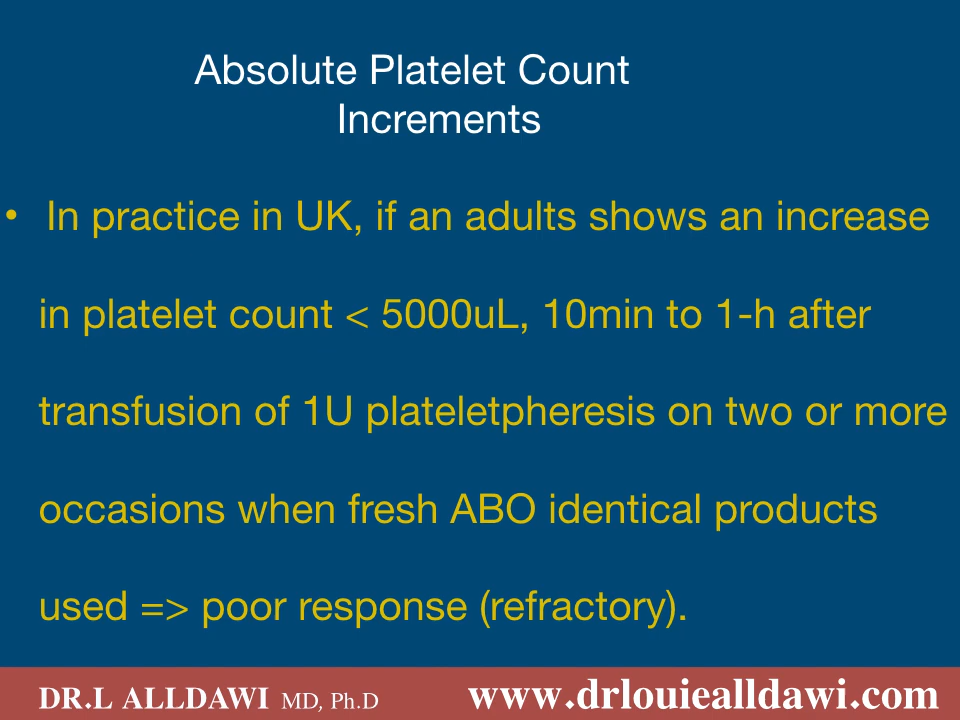 Absolute Platelet Count
Increments
• In practice in UK, if an adults shows an increase
in platelet count < 5000uL, 10min to 1-h after
transfusion of 1U plateletpheresis on two or more
occasions when fresh ABO identical products
used => poor response (refractory).
DR.L ALLDAWI MD, Ph.D www.drlouiealldawi.com